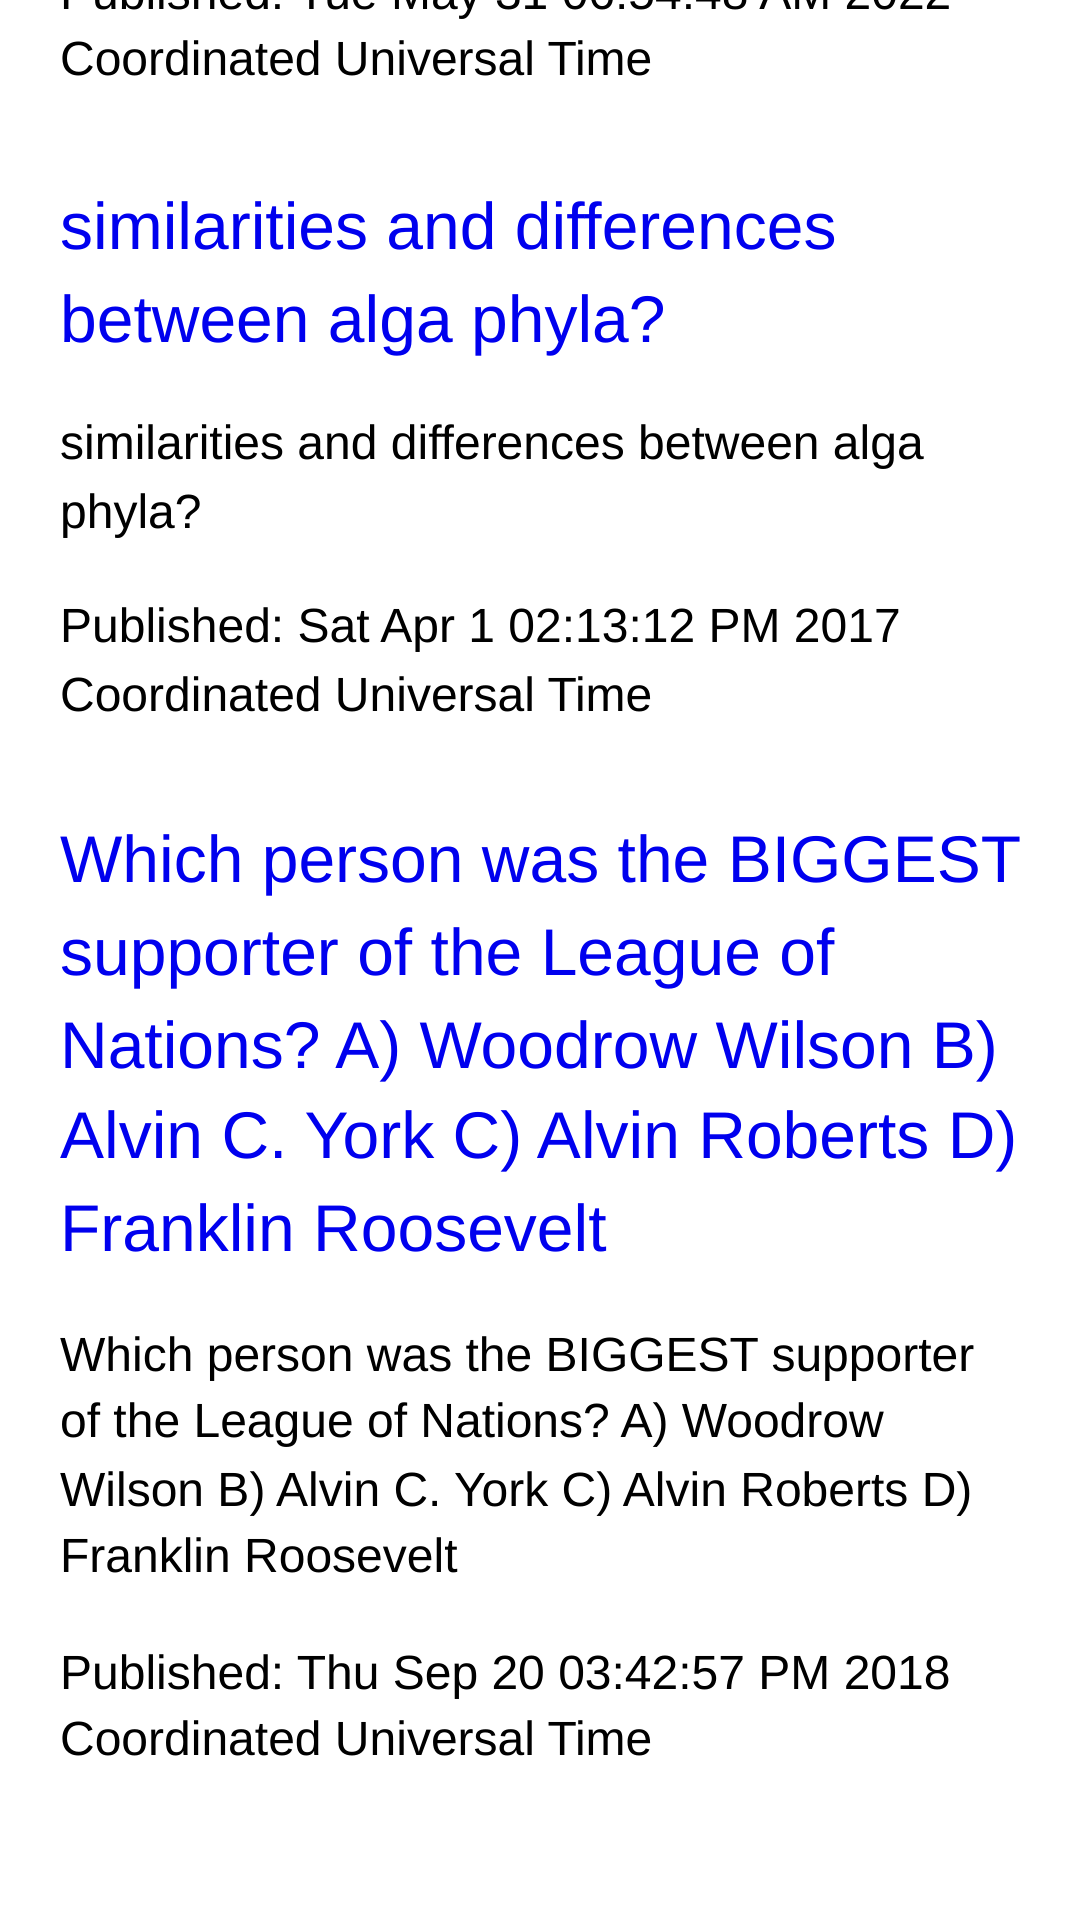 Published: Tue May 31 06:54:48 AM 2022
Coordinated Universal Time
similarities and differences
between alga phyla?
similarities and differences between alga
phyla?
Published: Sat Apr 1 02:13:12 PM 2017
Coordinated Universal Time
Which person was the BIGGEST
supporter of the League of
Nations? A) Woodrow Wilson B)
Alvin C. York C) Alvin Roberts D)
Franklin Roosevelt
Which person was the BIGGEST supporter
of the League of Nations? A) Woodrow
Wilson B) Alvin C. York C) Alvin Roberts D)
Franklin Roosevelt
Published: Thu Sep 20 03:42:57 PM 2018
Coordinated Universal Time